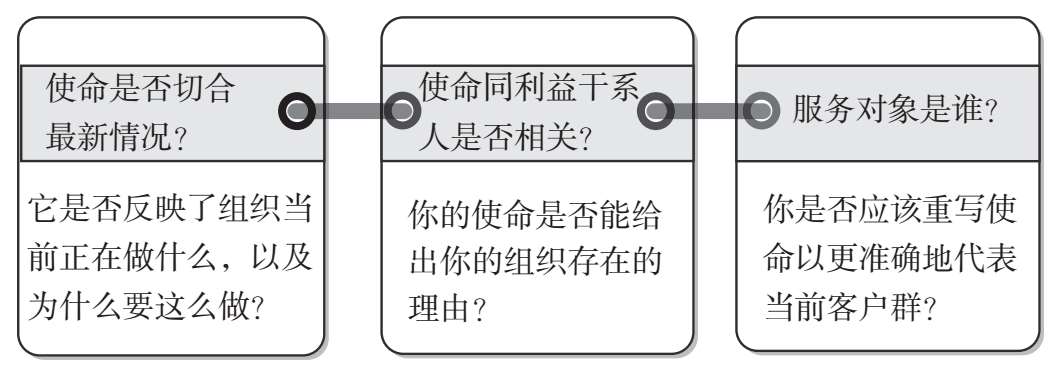 使命是否切合
最新情况？
它是否反映了组织当
前正在做什么，以及
为什么要这么做？
使命同利益干系
人是否相关？
你的使命是否能给
出你的组织存在的
理由？
服务对象是谁？
你是否应该重写使
命以更准确地代表
当前客户群？